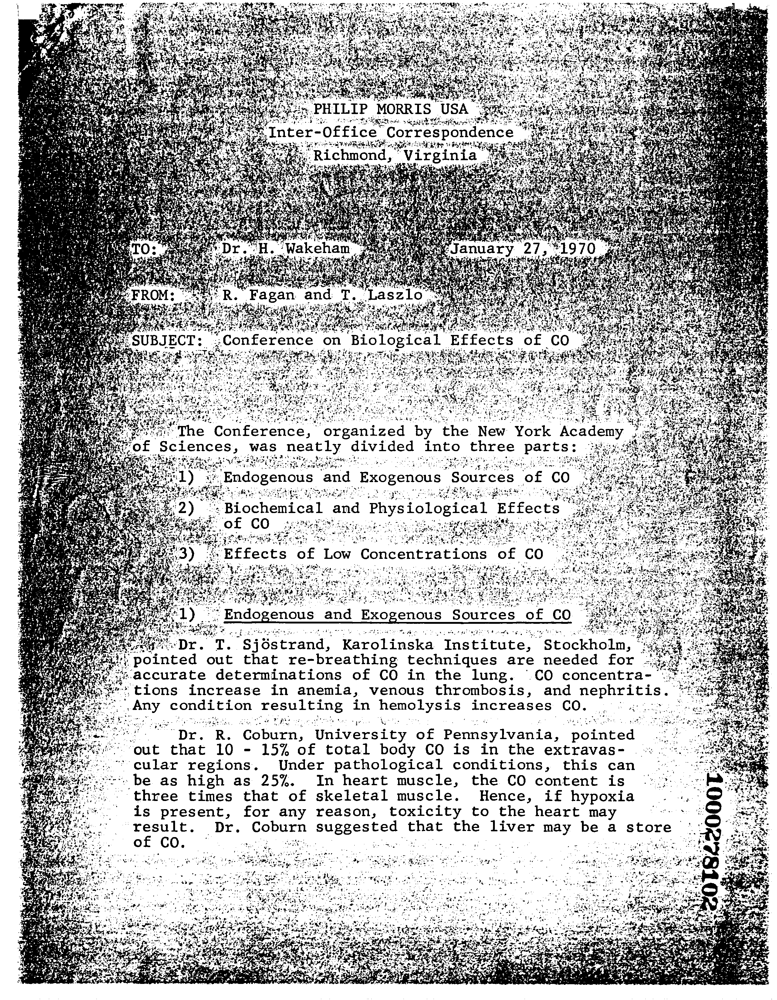 PHILIP MORRIS USA
Inter-Office Correspondence
Richmond, Virginia
TO: Dr. H. Wakeham January 27, 1970
FROM: R. Fagan and T. Laszlo
SUBJECT: Conference on Biological Effects of CO
The Conference, organized by the New York Academy
of Sciences, was neatly divided into three parts:
1) Endogenous and Exogenous Sources of CO
2) Biochemical and Physiological Effects
of CO
3) Effects of Low Concentrations of CO
1) Endogenous and Exogenous Sources of CO
Dr. T. Sjöstrand, Karolinska Institute, Stockholm,
pointed out that re-breathing techniques are needed for
accurate determinations of CO in the lung. CO concentra-
tions increase in anemia, venous thrombosis, and nephritis.
Any condition resulting in hemolysis increases CO.
Dr. R. Coburn, University of Pennsylvania, pointed
out that 10 - 15% of total body CO is in the extravas-
cular regions. Under pathological conditions, this can
be as high as 25%. In heart muscle, the CO content is
three times that of skeletal muscle. Hence, if hypoxia
is present, for any reason, toxicity to the heart may
result. Dr. Coburn suggested that the liver may be a store
of CO.
1000278102